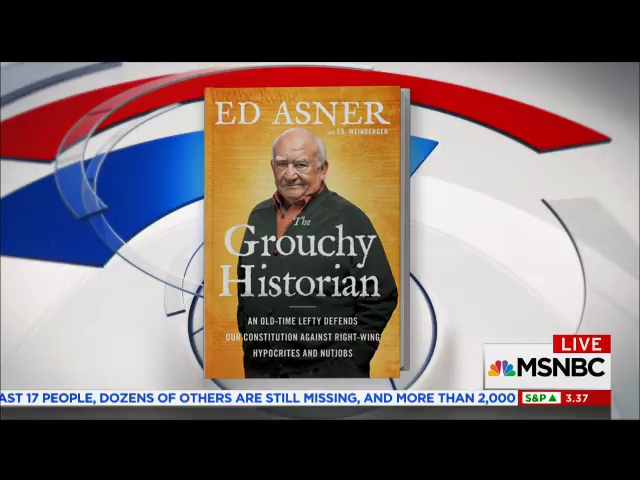 ED ASNER
AND ED. WEINBERGER
The
Grouchy
Historian
AN OLD-TIME LEFTY DEFENDS
OUR CONSTITUTION AGAINST RIGHT-WING
HYPOCRITES AND NUTJOBS
LIVE
MSNBC
AST 17 PEOPLE, DOZENS OF OTHERS ARE STILL MISSING, AND MORE THAN 2,000
S&P ▲ 3.37